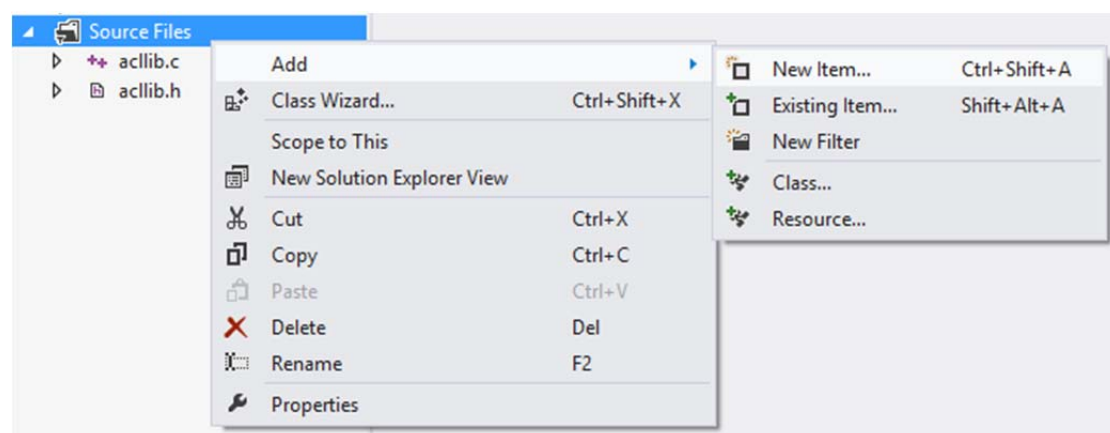 Source Files
acllib.c
acllib.h
Add
Class Wizard... Ctrl+Shift+X
Scope to This
New Solution Explorer View
Cut Ctrl+X
Copy Ctrl+C
Paste Ctrl+V
Delete Del
Rename F2
Properties
New Item... Ctrl+Shift+A
Existing Item... Shift+Alt+A
New Filter
Class...
Resource...